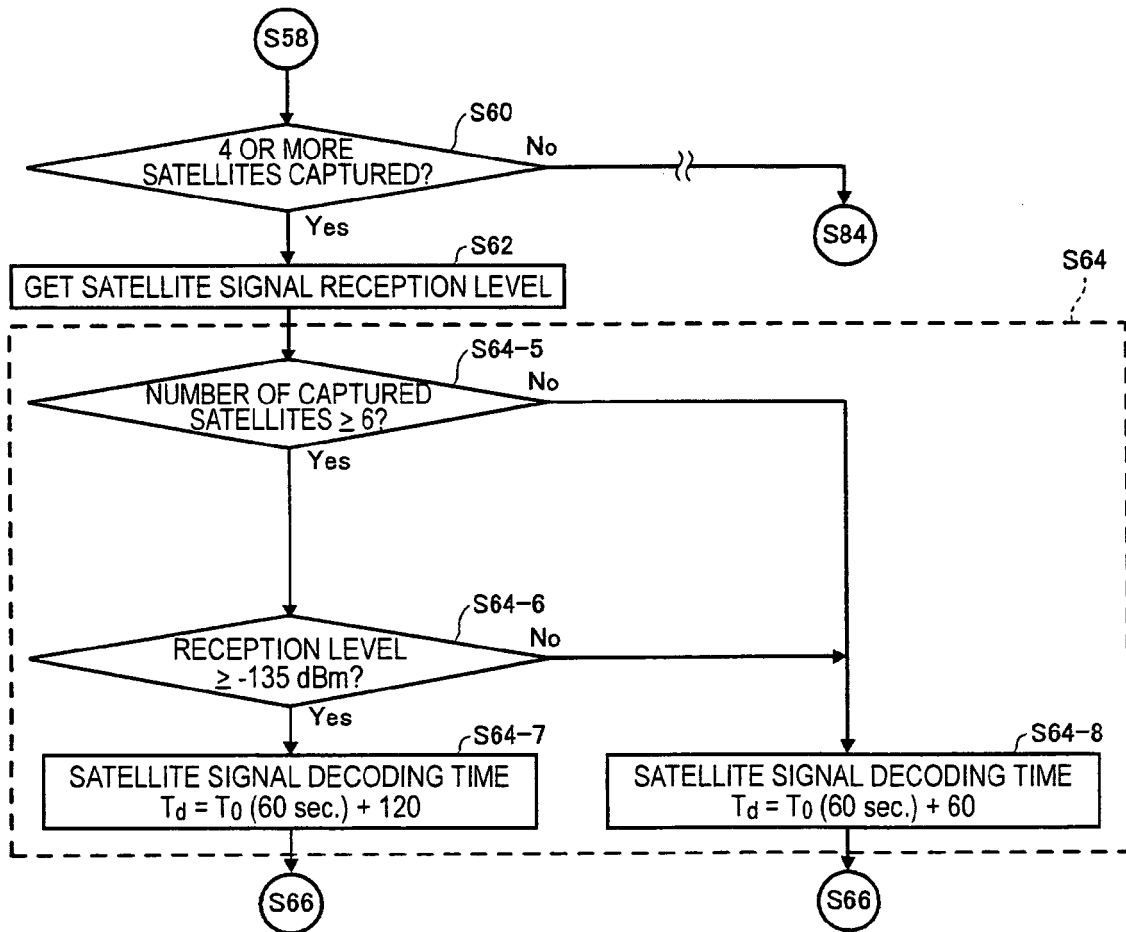 S58
S60
4 OR MORE
SATELLITES CAPTURED?
No
Yes
S84
S62
GET SATELLITE SIGNAL RECEPTION LEVEL
S64
S64-5
NUMBER OF CAPTURED
SATELLITES ≥ 6?
No
Yes
S64-6
RECEPTION LEVEL
≥ -135 dBm?
No
Yes
S64-7
SATELLITE SIGNAL DECODING TIME
Td = T0 (60 sec.) + 120
S64-8
SATELLITE SIGNAL DECODING TIME
Td = T0 (60 sec.) + 60
S66
S66